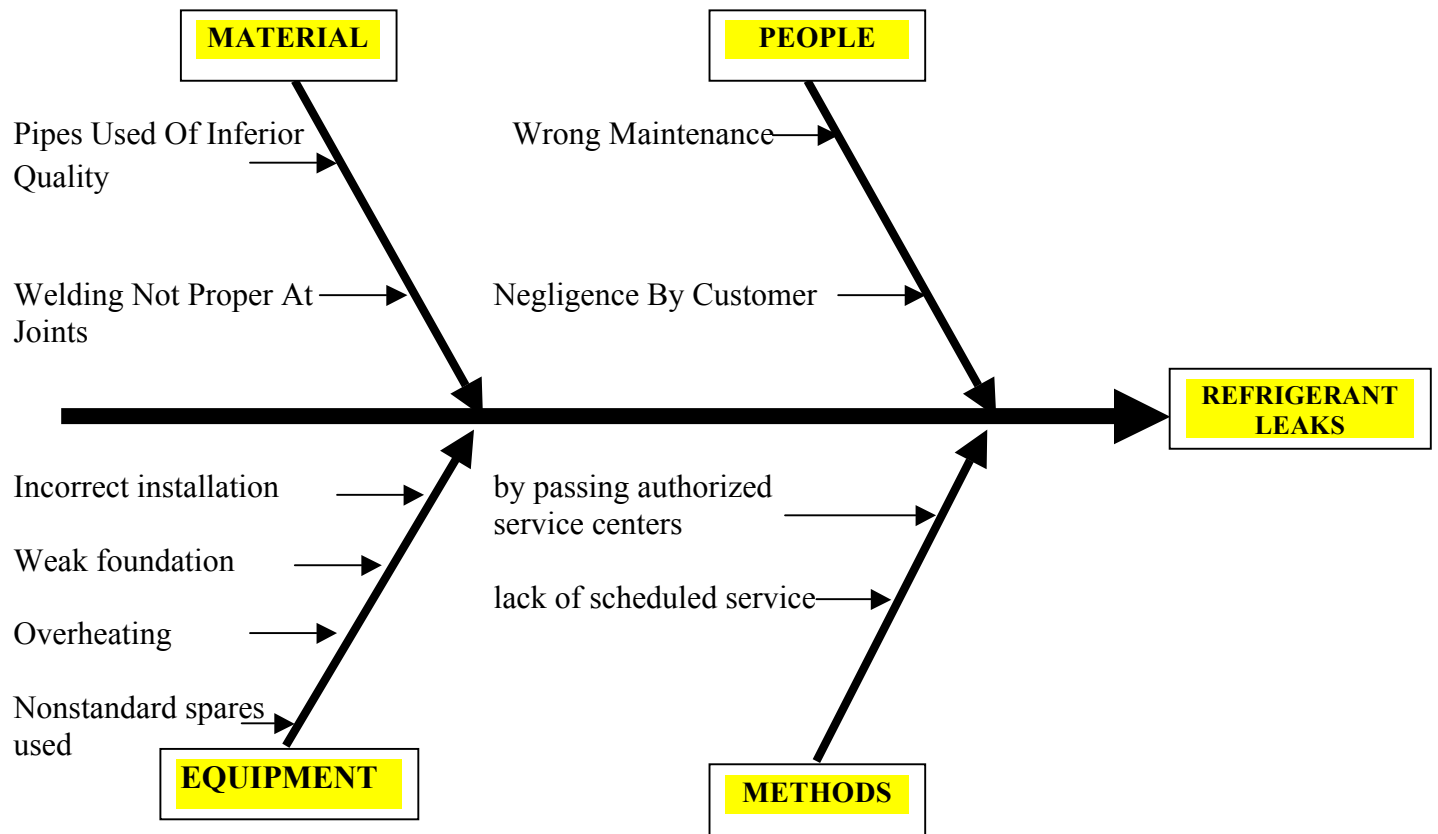 MATERIAL
PEOPLE
Pipes Used Of Inferior
Quality
Wrong Maintenance
Welding Not Proper At
Joints
Negligence By Customer
REFRIGERANT
LEAKS
Incorrect installation
by passing authorized
service centers
Weak foundation
lack of scheduled service
Overheating
Nonstandard spares
used
EQUIPMENT
METHODS